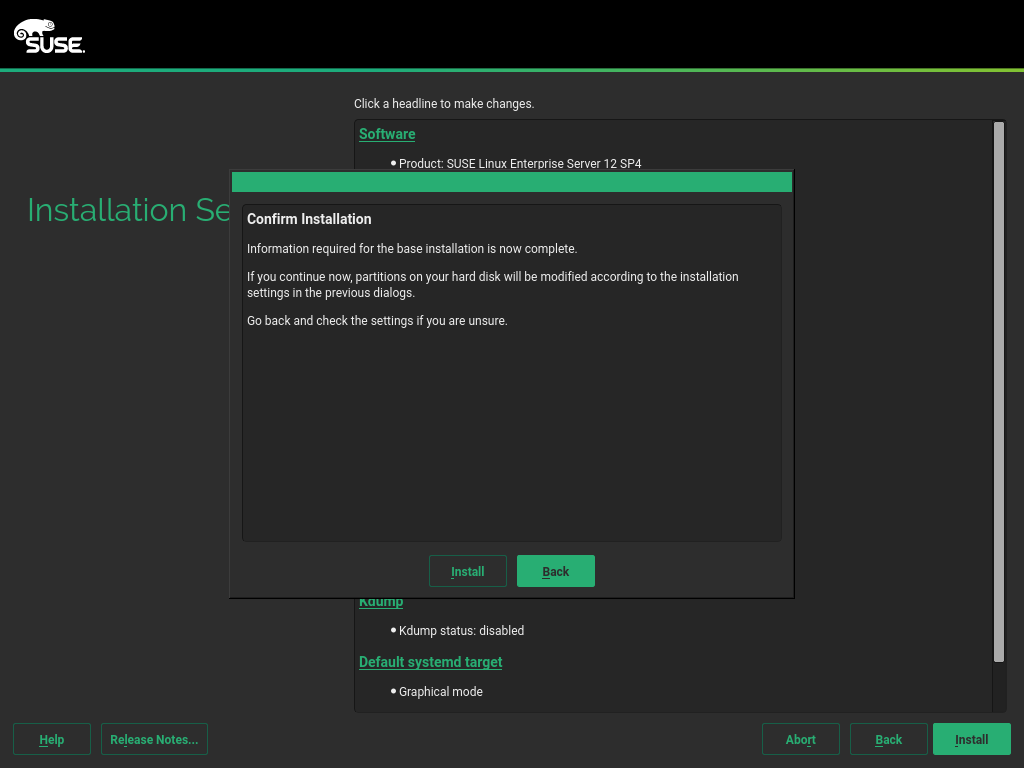 SUSE.
Click a headline to make changes.
Software
• Product: SUSE Linux Enterprise Server 12 SP4
Installation Se
Confirm Installation
Information required for the base installation is now complete.
If you continue now, partitions on your hard disk will be modified according to the installation
settings in the previous dialogs.
Go back and check the settings if you are unsure.
Install Back
Kdump
• Kdump status: disabled
Default systemd target
• Graphical mode
Help Release Notes... Abort Back Install